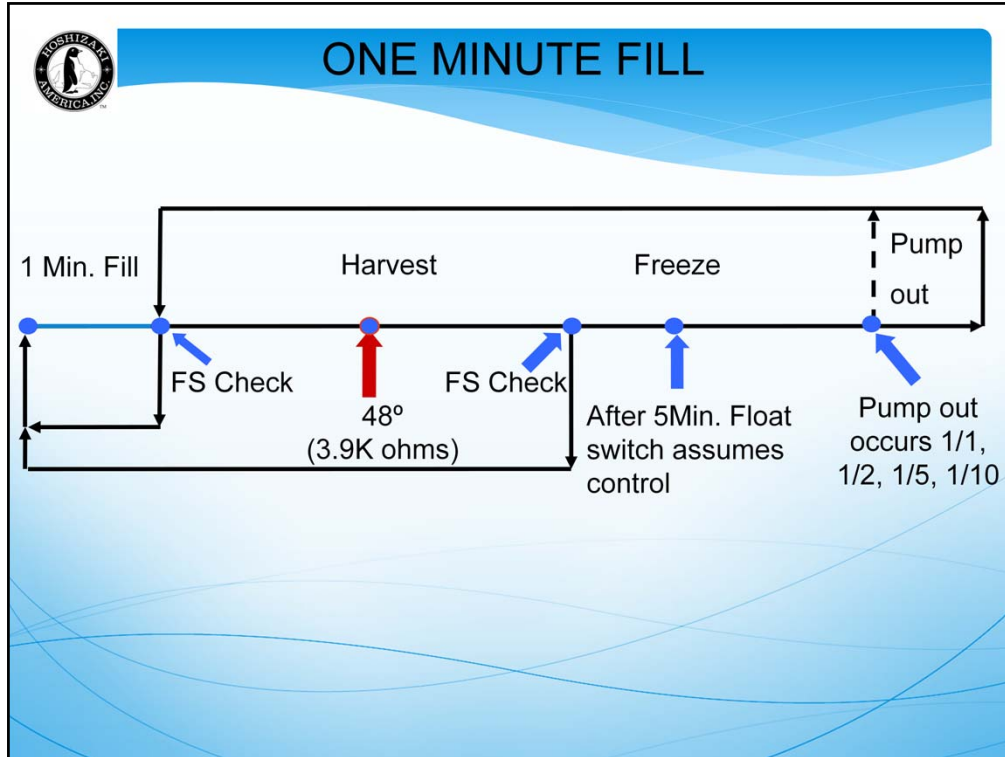 HOSHIZAKI
AMERICA, INC.
TM
ONE MINUTE FILL
1 Min. Fill
Harvest
Freeze
Pump
out
FS Check
48º
(3.9K ohms)
FS Check
After 5Min. Float
switch assumes
control
Pump out
occurs 1/1,
1/2, 1/5, 1/10